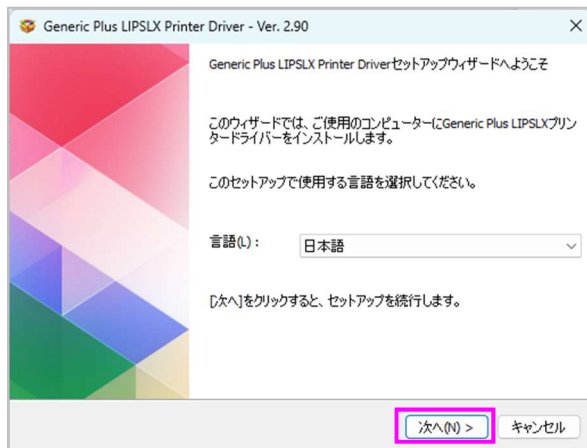 Generic Plus LIPSLX Printer Driver - Ver. 2.90
Generic Plus LIPSLX Printer Driverセットアップウィザードへようこそ
このウィザードでは、ご使用のコンピューターにGeneric Plus LIPSLXプリン
タードライバーをインストールします。
このセットアップで使用する言語を選択してください。
言語(L)：
日本語
[次へ]をクリックすると、セットアップを続行します。
次へ(N) >
キャンセル